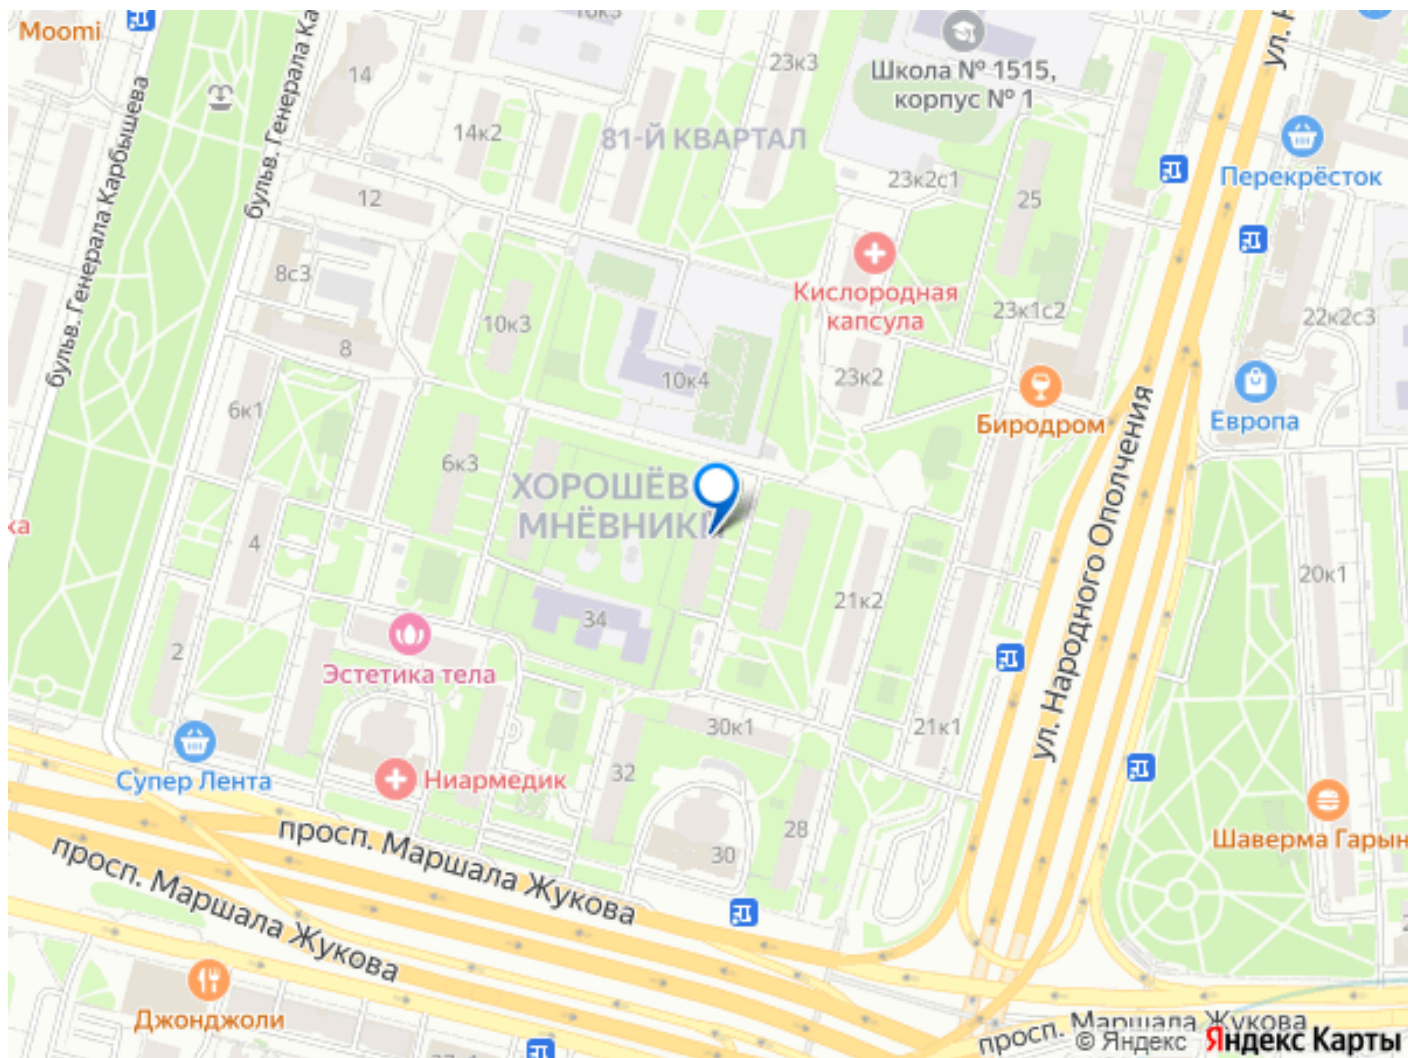 Moomi
бульв. Генерала Карбышева
бульв. Генерала Ка
14
23к3
Школа № 1515,
корпус № 1
14к2
81-Й КВАРТАЛ
Перекрёсток
12
23к2с1
25
8с3
Кислородная
капсула
10к3
23к1с2
22к2с3
8
10к4
23к2
6к1
Биродром
Европа
6к3
ХОРОШЁВ
МНЁВНИКИ
4
ул. Народного Ополчения
20к1
34
21к2
2
Эстетика тела
30к1
21к1
Супер Лента
Ниармедик
32
28
30
просп. Маршала Жукова
просп. Маршала Жукова
Шаверма Гарын
Джонджоли
просп. Маршала Жукова
© Яндекс Яндекс Карты